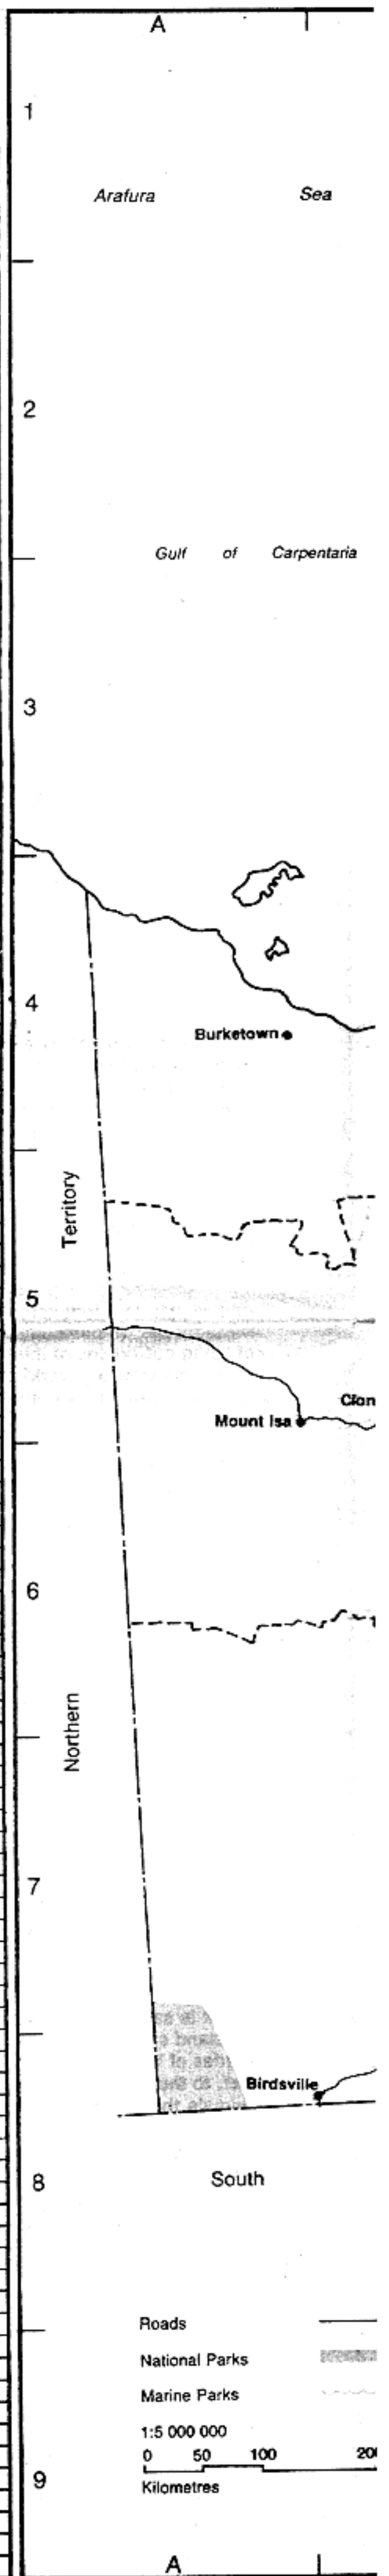 A
1
Arafura Sea
2
Gulf of Carpentaria
3
4
Burketown
Territory
5
Mount Isa
6
Northern
7
Birdsville
8
South
Roads
National Parks
Marine Parks
1:5 000 000
0 50 100
Kilometres
9
A